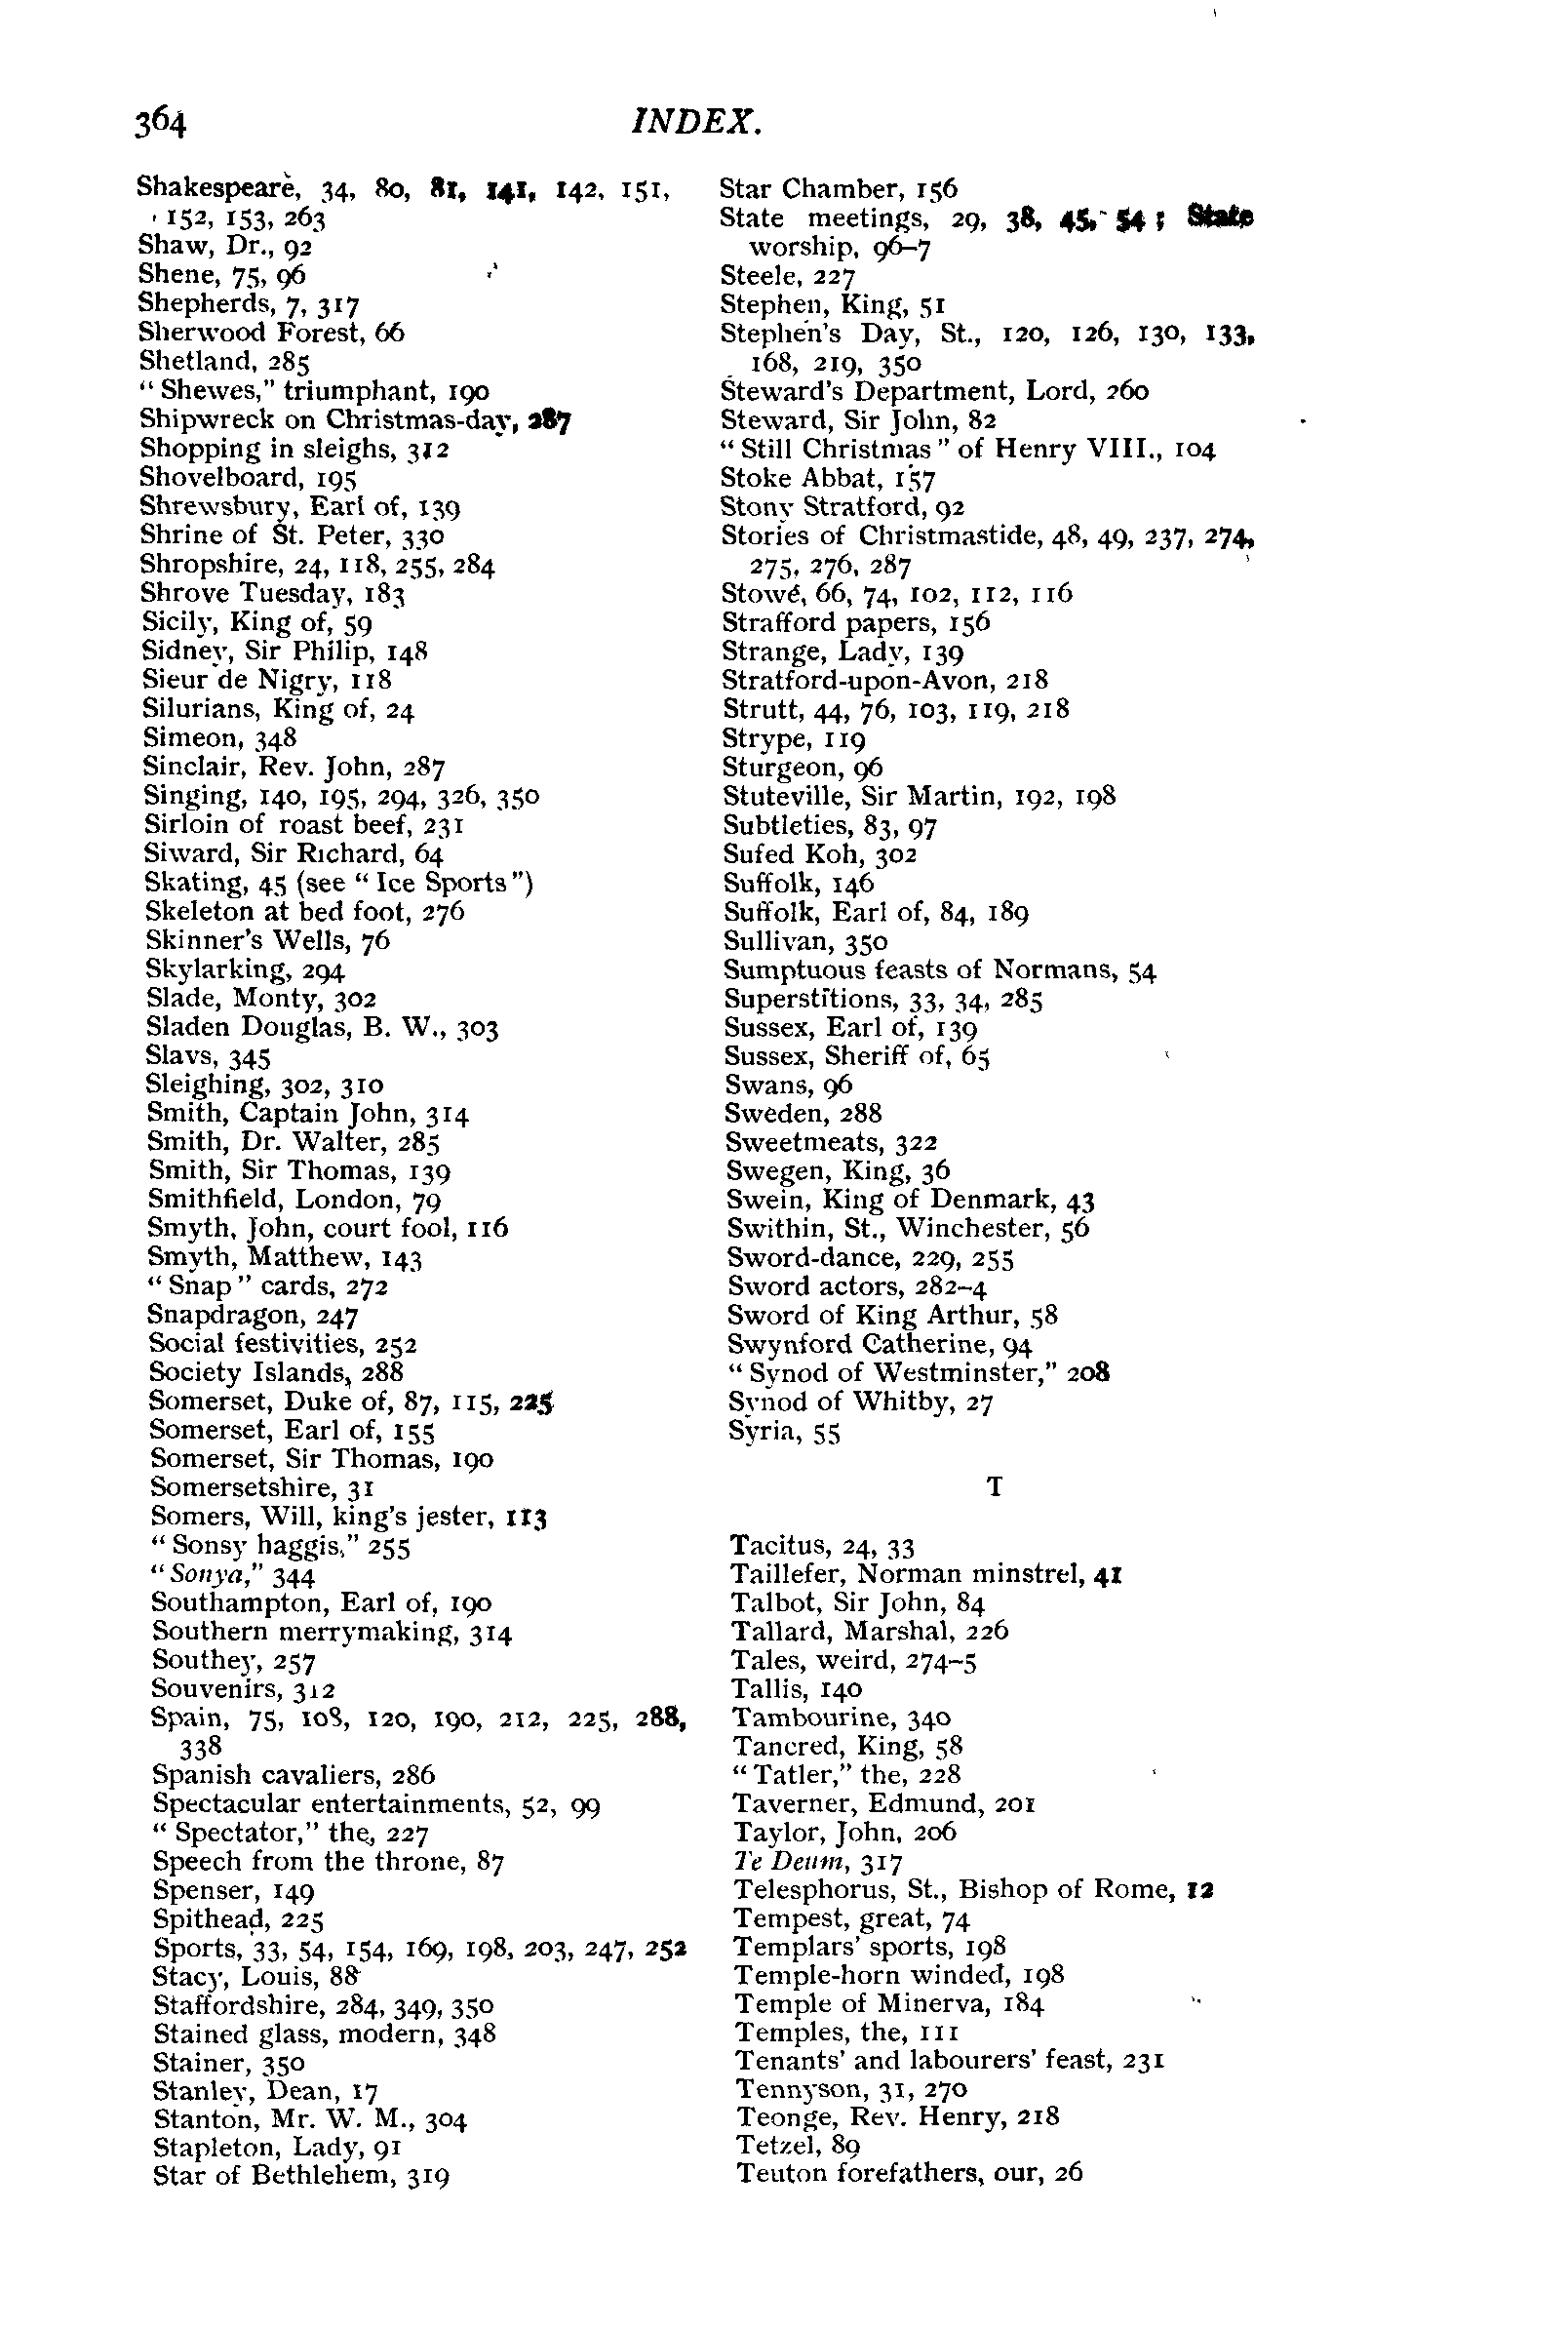 364
INDEX.
Shakespeare, 34, 80, 81, 141, 142, 151,
152, 153, 263
Shaw, Dr., 92
Shene, 75, 96
Shepherds, 7, 317
Sherwood Forest, 66
Shetland, 285
“ Shewes,” triumphant, 190
Shipwreck on Christmas-day, 287
Shopping in sleighs, 312
Shovelboard, 195
Shrewsbury, Earl of, 139
Shrine of St. Peter, 330
Shropshire, 24, 118, 255, 284
Shrove Tuesday, 183
Sicily, King of, 59
Sidney, Sir Philip, 148
Sieur de Nigry, 118
Silurians, King of, 24
Simeon, 348
Sinclair, Rev. John, 287
Singing, 140, 195, 294, 326, 350
Sirloin of roast beef, 231
Siward, Sir Richard, 64
Skating, 45 (see “ Ice Sports ”)
Skeleton at bed foot, 276
Skinner’s Wells, 76
Skylarking, 294
Slade, Monty, 302
Sladen Douglas, B. W., 303
Slavs, 345
Sleighing, 302, 310
Smith, Captain John, 314
Smith, Dr. Walter, 285
Smith, Sir Thomas, 139
Smithfield, London, 79
Smyth, John, court fool, 116
Smyth, Matthew, 143
“ Snap ” cards, 272
Snapdragon, 247
Social festivities, 252
Society Islands, 288
Somerset, Duke of, 87, 115, 225
Somerset, Earl of, 155
Somerset, Sir Thomas, 190
Somersetshire, 31
Somers, Will, king’s jester, 113
“ Sonsy haggis,” 255
“ Sonya,” 344
Southampton, Earl of, 190
Southern merrymaking, 314
Southey, 257
Souvenirs, 312
Spain, 75, 108, 120, 190, 212, 225, 288,
338
Spanish cavaliers, 286
Spectacular entertainments, 52, 99
“ Spectator,” the, 227
Speech from the throne, 87
Spenser, 149
Spithead, 225
Sports, 33, 54, 154, 169, 198, 203, 247, 252
Stacy, Louis, 88
Staffordshire, 284, 349, 350
Stained glass, modern, 348
Stainer, 350
Stanley, Dean, 17
Stanton, Mr. W. M., 304
Stapleton, Lady, 91
Star of Bethlehem, 319
Star Chamber, 156
State meetings, 29, 38, 45, 54 ; State
worship, 96–7
Steele, 227
Stephen, King, 51
Stephen’s Day, St., 120, 126, 130, 133,
168, 219, 350
Steward’s Department, Lord, 260
Steward, Sir John, 82
“ Still Christmas ” of Henry VIII., 104
Stoke Abbat, 157
Stony Stratford, 92
Stories of Christmastide, 48, 49, 237, 274,
275, 276, 287
Stowe, 66, 74, 102, 112, 116
Strafford papers, 156
Strange, Lady, 139
Stratford-upon-Avon, 218
Strutt, 44, 76, 103, 119, 218
Strype, 119
Sturgeon, 96
Stuteville, Sir Martin, 192, 198
Subtleties, 83, 97
Sufed Koh, 302
Suffolk, 146
Suffolk, Earl of, 84, 189
Sullivan, 350
Sumptuous feasts of Normans, 54
Superstitions, 33, 34, 285
Sussex, Earl of, 139
Sussex, Sheriff of, 65
Swans, 96
Sweden, 288
Sweetmeats, 322
Swegen, King, 36
Swein, King of Denmark, 43
Swithin, St., Winchester, 56
Sword-dance, 229, 255
Sword actors, 282–4
Sword of King Arthur, 58
Swynford Catherine, 94
“ Synod of Westminster,” 208
Synod of Whitby, 27
Syria, 55
T
Tacitus, 24, 33
Taillefer, Norman minstrel, 41
Talbot, Sir John, 84
Tallard, Marshal, 226
Tales, weird, 274–5
Tallis, 140
Tambourine, 340
Tancred, King, 58
“ Tatler,” the, 228
Taverner, Edmund, 201
Taylor, John, 206
Te Deum, 317
Telesphorus, St., Bishop of Rome, 12
Tempest, great, 74
Templars’ sports, 198
Temple-horn winded, 198
Temple of Minerva, 184
Temples, the, 111
Tenants’ and labourers’ feast, 231
Tennyson, 31, 270
Teonge, Rev. Henry, 218
Tetzel, 89
Teuton forefathers, our, 26